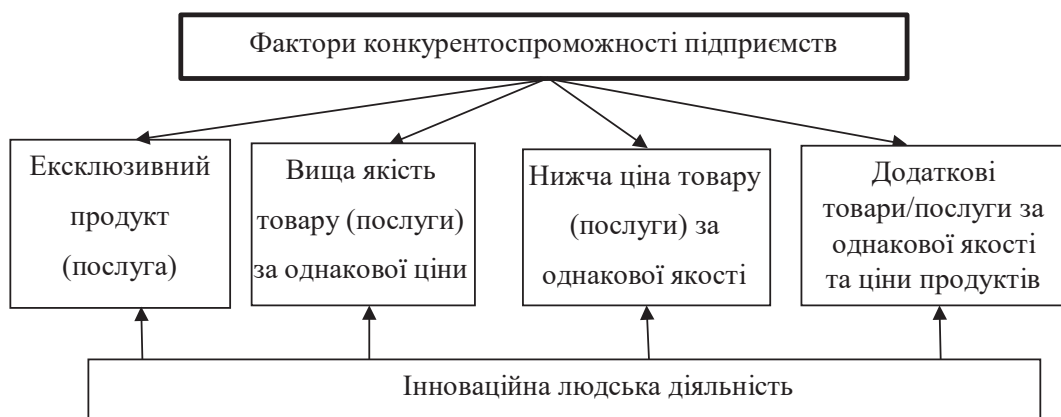 Фактори конкурентоспроможності підприємств
Ексклюзивний
продукт
(послуга)
Вища якість
товару (послуги)
за однакової ціни
Нижча ціна товару
(послуги) за
однакової якості
Додаткові
товари/послуги за
однакової якості
та ціни продуктів
Інноваційна людська діяльність